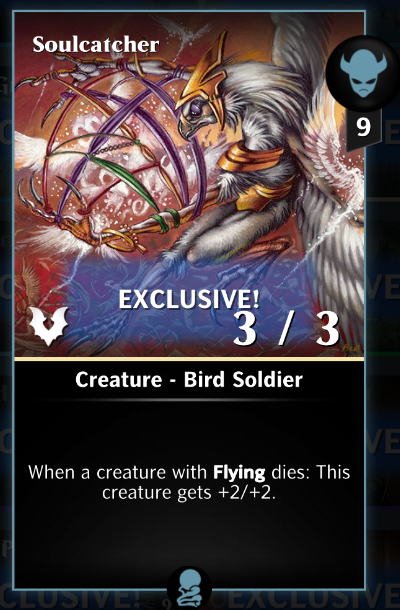 Soulcatcher
9
EXCLUSIVE!
3 / 3
Creature - Bird Soldier
When a creature with Flying dies: This
creature gets +2/+2.